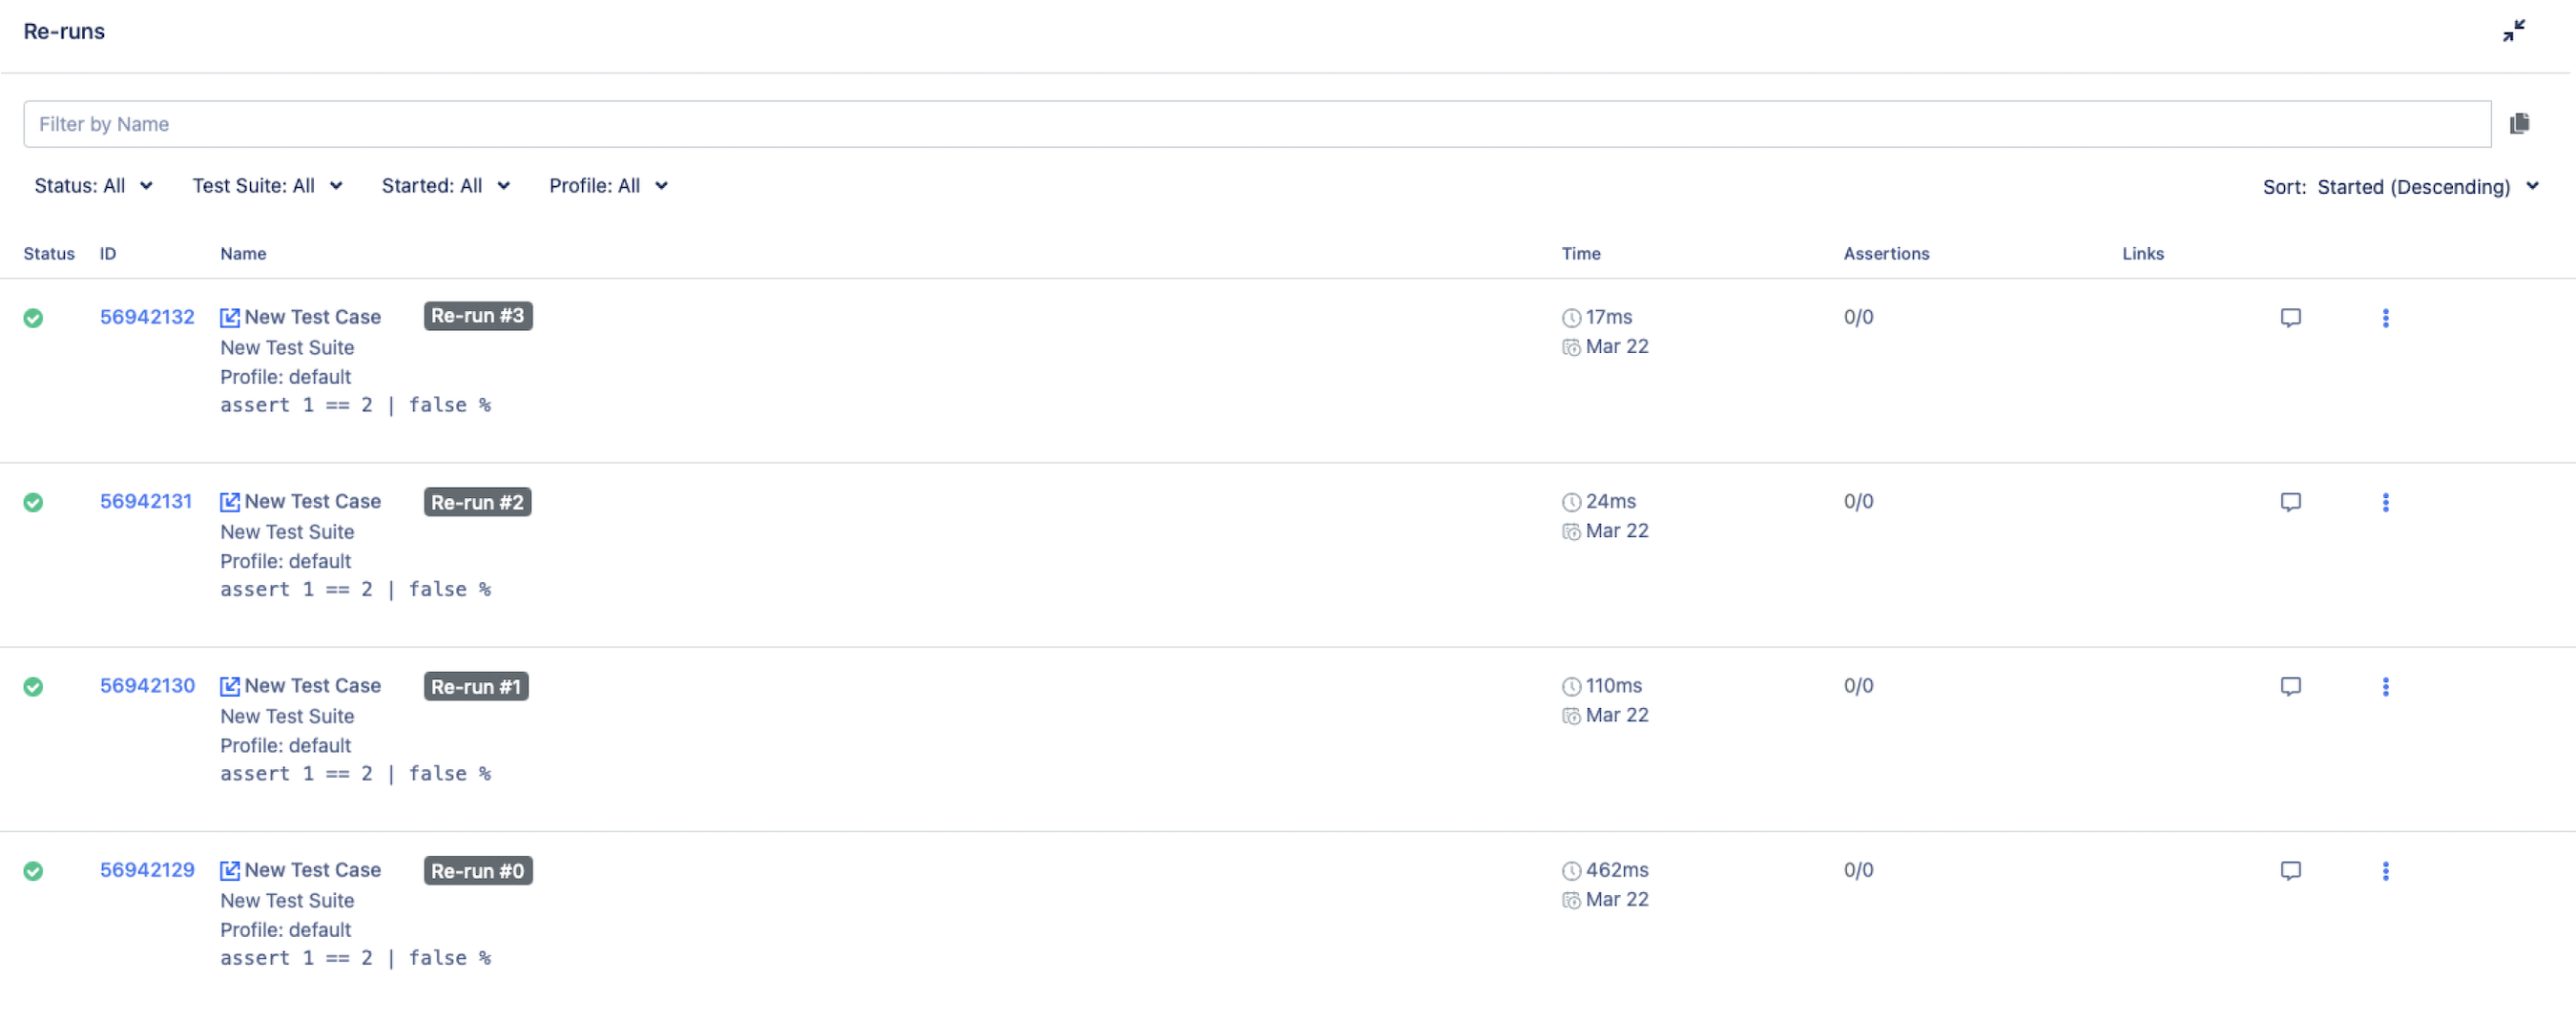 Re-runs
Filter by Name
Status: All Test Suite: All Started: All Profile: All Sort: Started (Descending)
Status ID Name Time Assertions Links
56942132 New Test Case Re-run #3 17ms 0/0
New Test Suite Mar 22
Profile: default
assert 1 == 2 | false %
56942131 New Test Case Re-run #2 24ms 0/0
New Test Suite Mar 22
Profile: default
assert 1 == 2 | false %
56942130 New Test Case Re-run #1 110ms 0/0
New Test Suite Mar 22
Profile: default
assert 1 == 2 | false %
56942129 New Test Case Re-run #0 462ms 0/0
New Test Suite Mar 22
Profile: default
assert 1 == 2 | false %